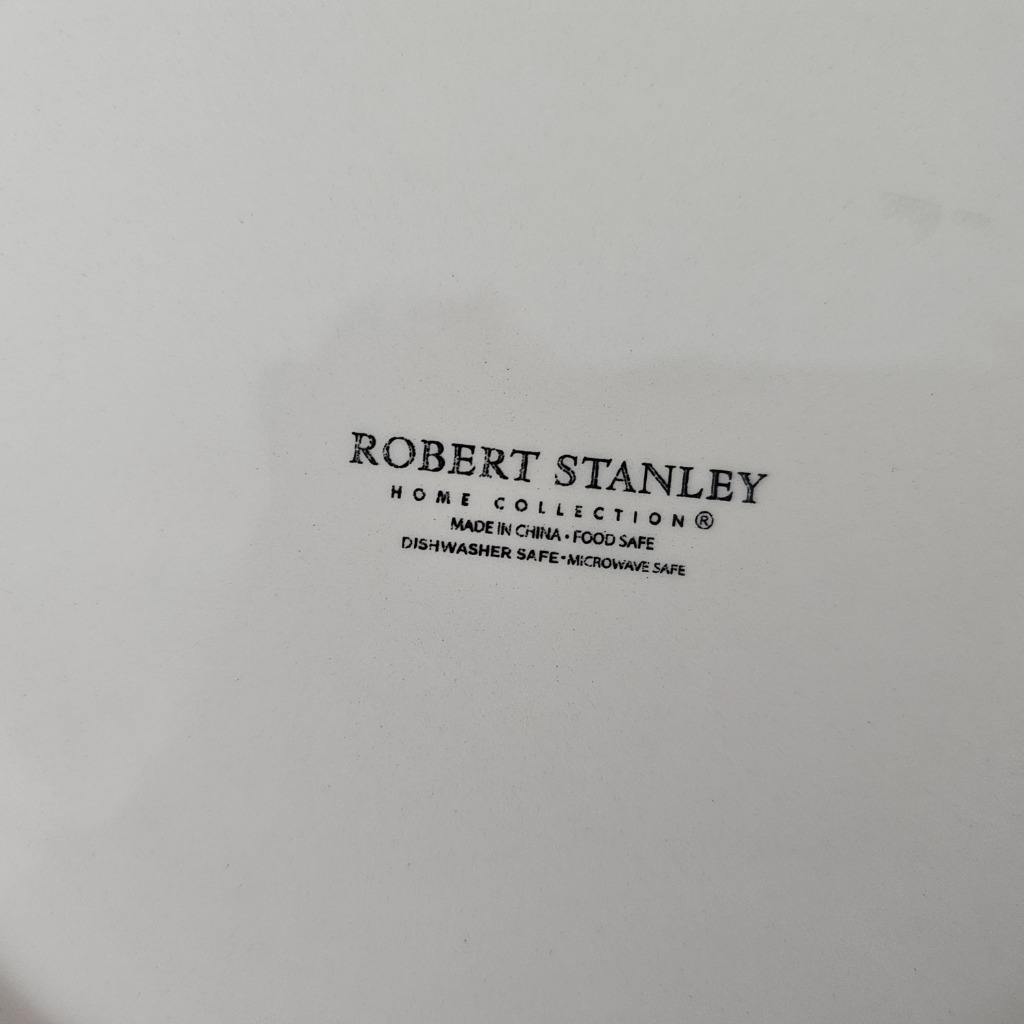 ROBERT STANLEY
HOME COLLECTION®
MADE IN CHINA • FOOD SAFE
DISHWASHER SAFE • MICROWAVE SAFE